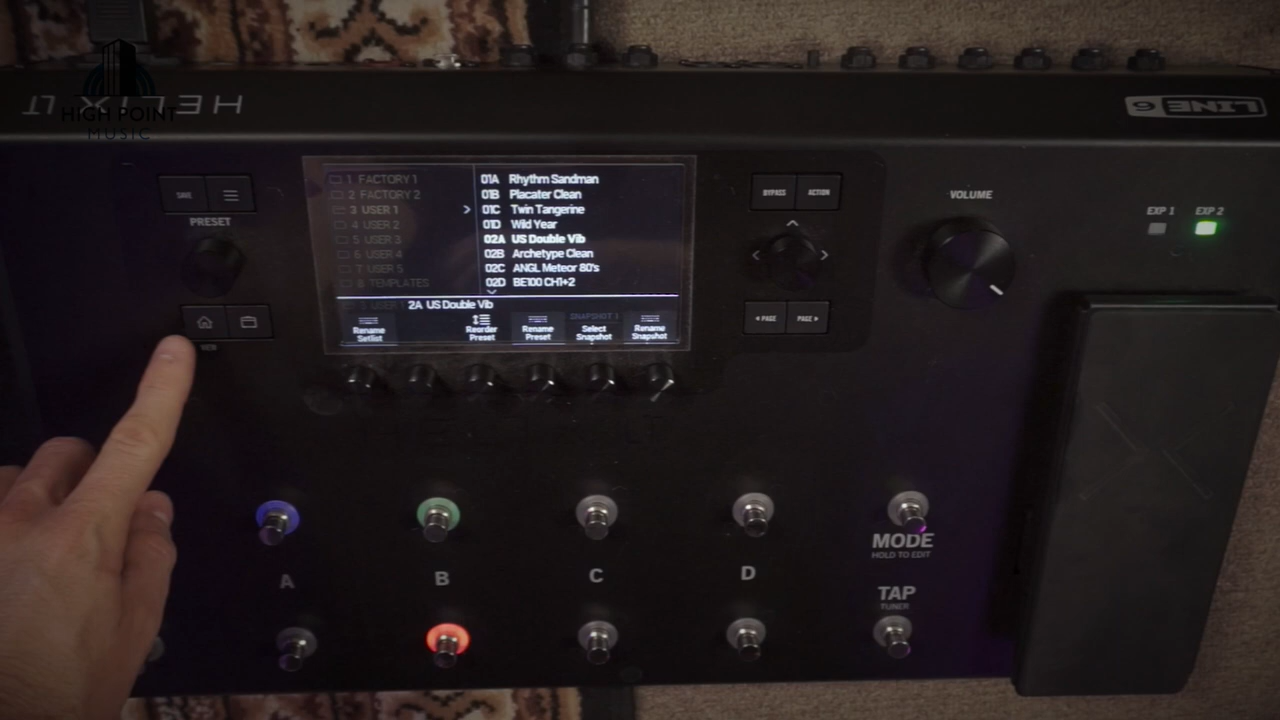 HIGH POINT
MUSIC
HELIX LT
LINE 6
SAVE
PRESET
1 FACTORY 1
2 FACTORY 2
3 USER 1 >
4 USER 2
5 USER 3
6 USER 4
7 USER 5
8 TEMPLATES
01A Rhythm Sandman
01B Placater Clean
01C Twin Tangerine
01D Wild Year
02A US Double Vib
02B Archetype Clean
02C ANGL Meteor 80's
02D BE100 CH1+2
2A US Double Vib
SNAPSHOT 1
Rename
Setlist
Reorder
Preset
Rename
Preset
Select
Snapshot
Rename
Snapshot
BYPASS
ACTION
< PAGE
PAGE >
VOLUME
EXP 1
EXP 2
A
B
C
D
MODE
HOLD TO EDIT
TAP
TUNER